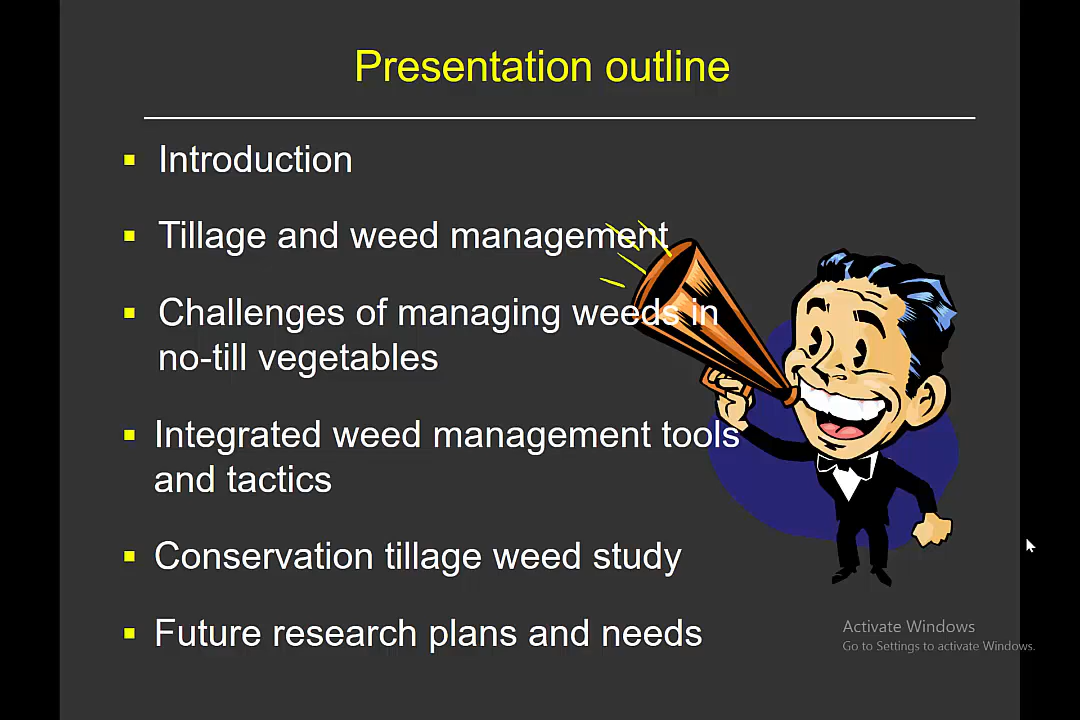 Presentation outline
Introduction
Tillage and weed management
Challenges of managing weeds in
no-till vegetables
Integrated weed management tools
and tactics
Conservation tillage weed study
Future research plans and needs
Activate Windows
Go to Settings to activate Windows.